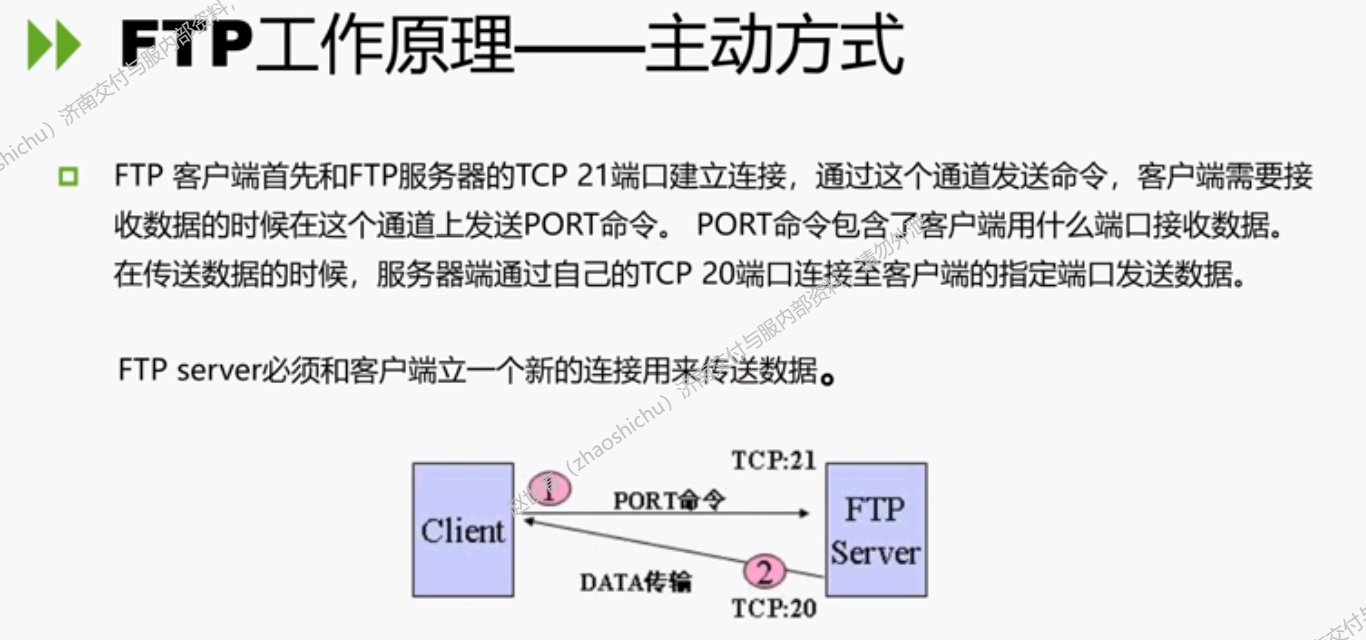 FTP工作原理——主动方式
FTP 客户端首先和FTP服务器的TCP 21端口建立连接，通过这个通道发送命令，客户端需要接
收数据的时候在这个通道上发送PORT命令。 PORT命令包含了客户端用什么端口接收数据。
在传送数据的时候，服务器端通过自己的TCP 20端口连接至客户端的指定端口发送数据。
FTP server必须和客户端立一个新的连接用来传送数据。
TCP:21
1
PORT命令
Client
FTP
Server
2
DATA传输
TCP:20
shichu）济南交付与服内部资料，
（zhaoshichu）济南交付与服内部资料，请勿外泄